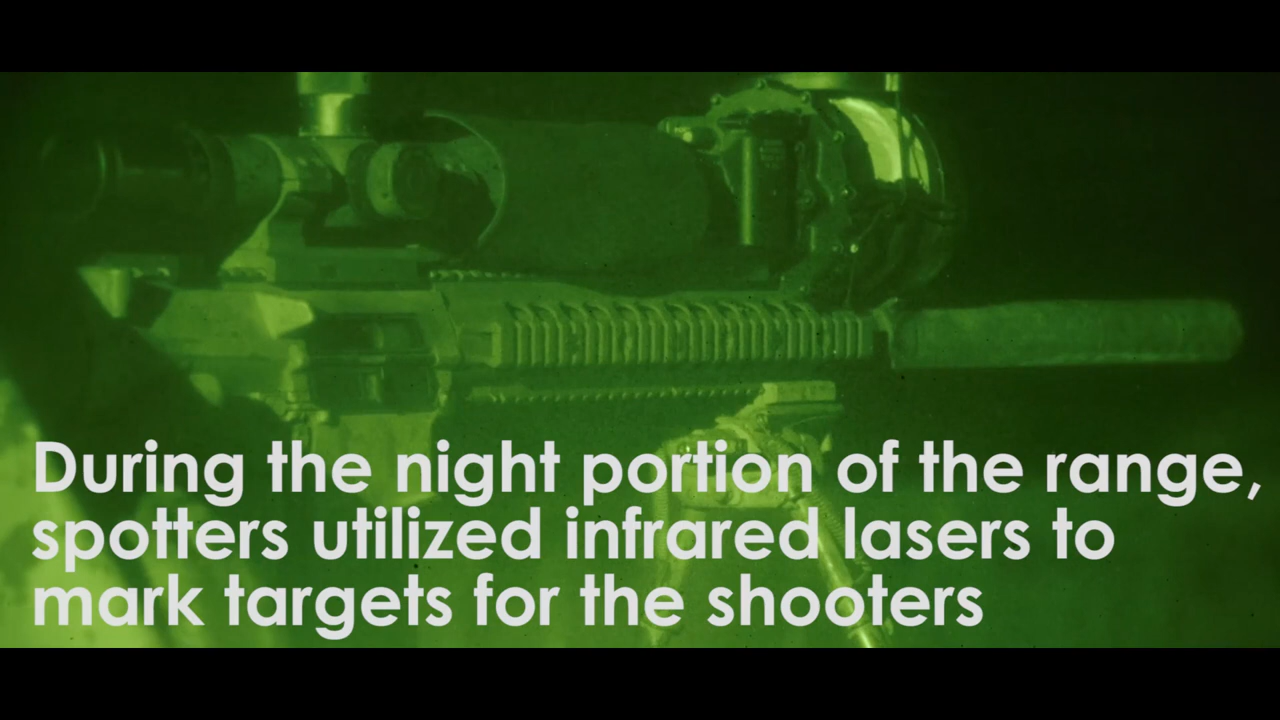 During the night portion of the range,
spotters utilized infrared lasers to
mark targets for the shooters